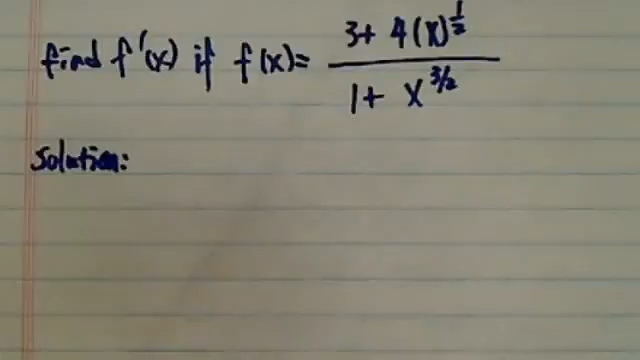 find f'(x) if f(x)= (3+ 4(x)^(1/2))/(1+ x^(3/2))
Solution: